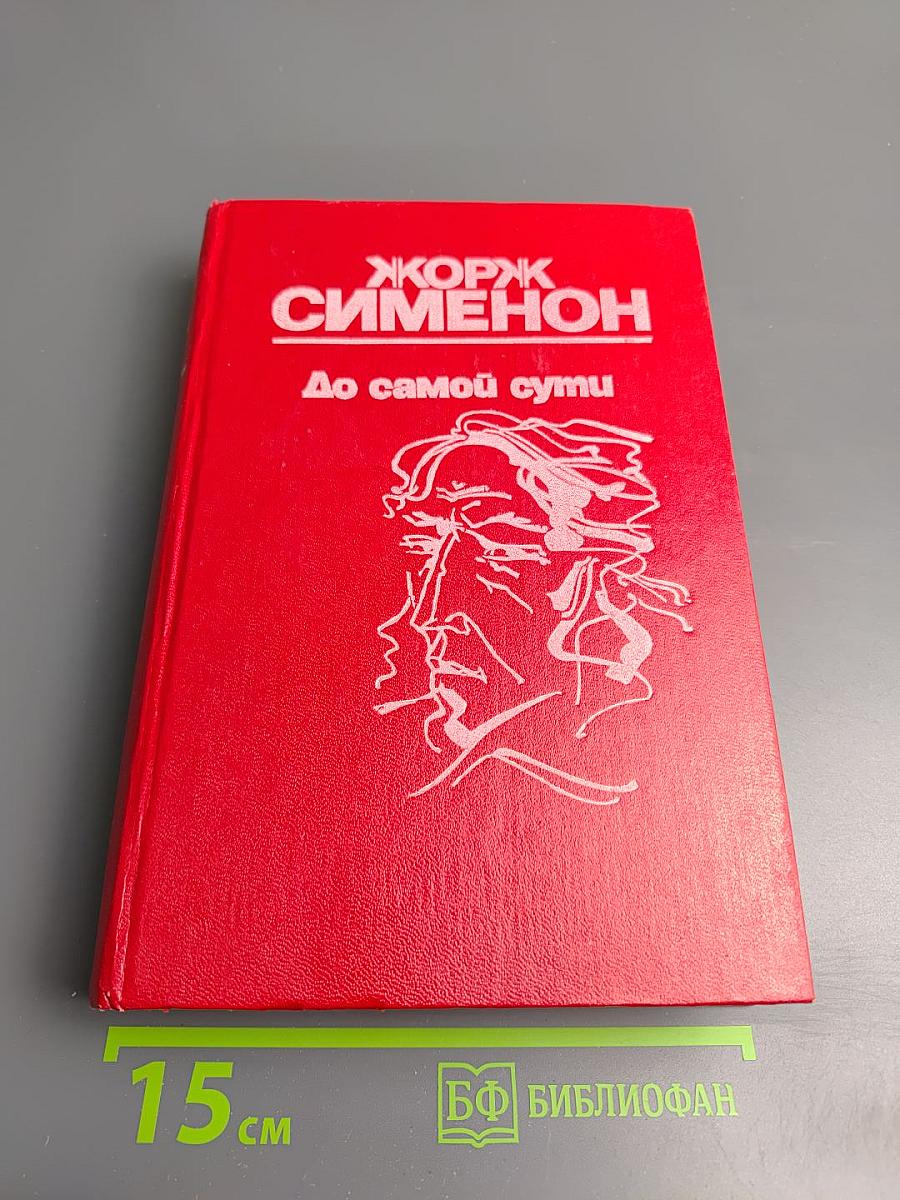 ЖОРЖ
СИМЕНОН
До самой сути
15 см
БФ БИБЛИОФАН